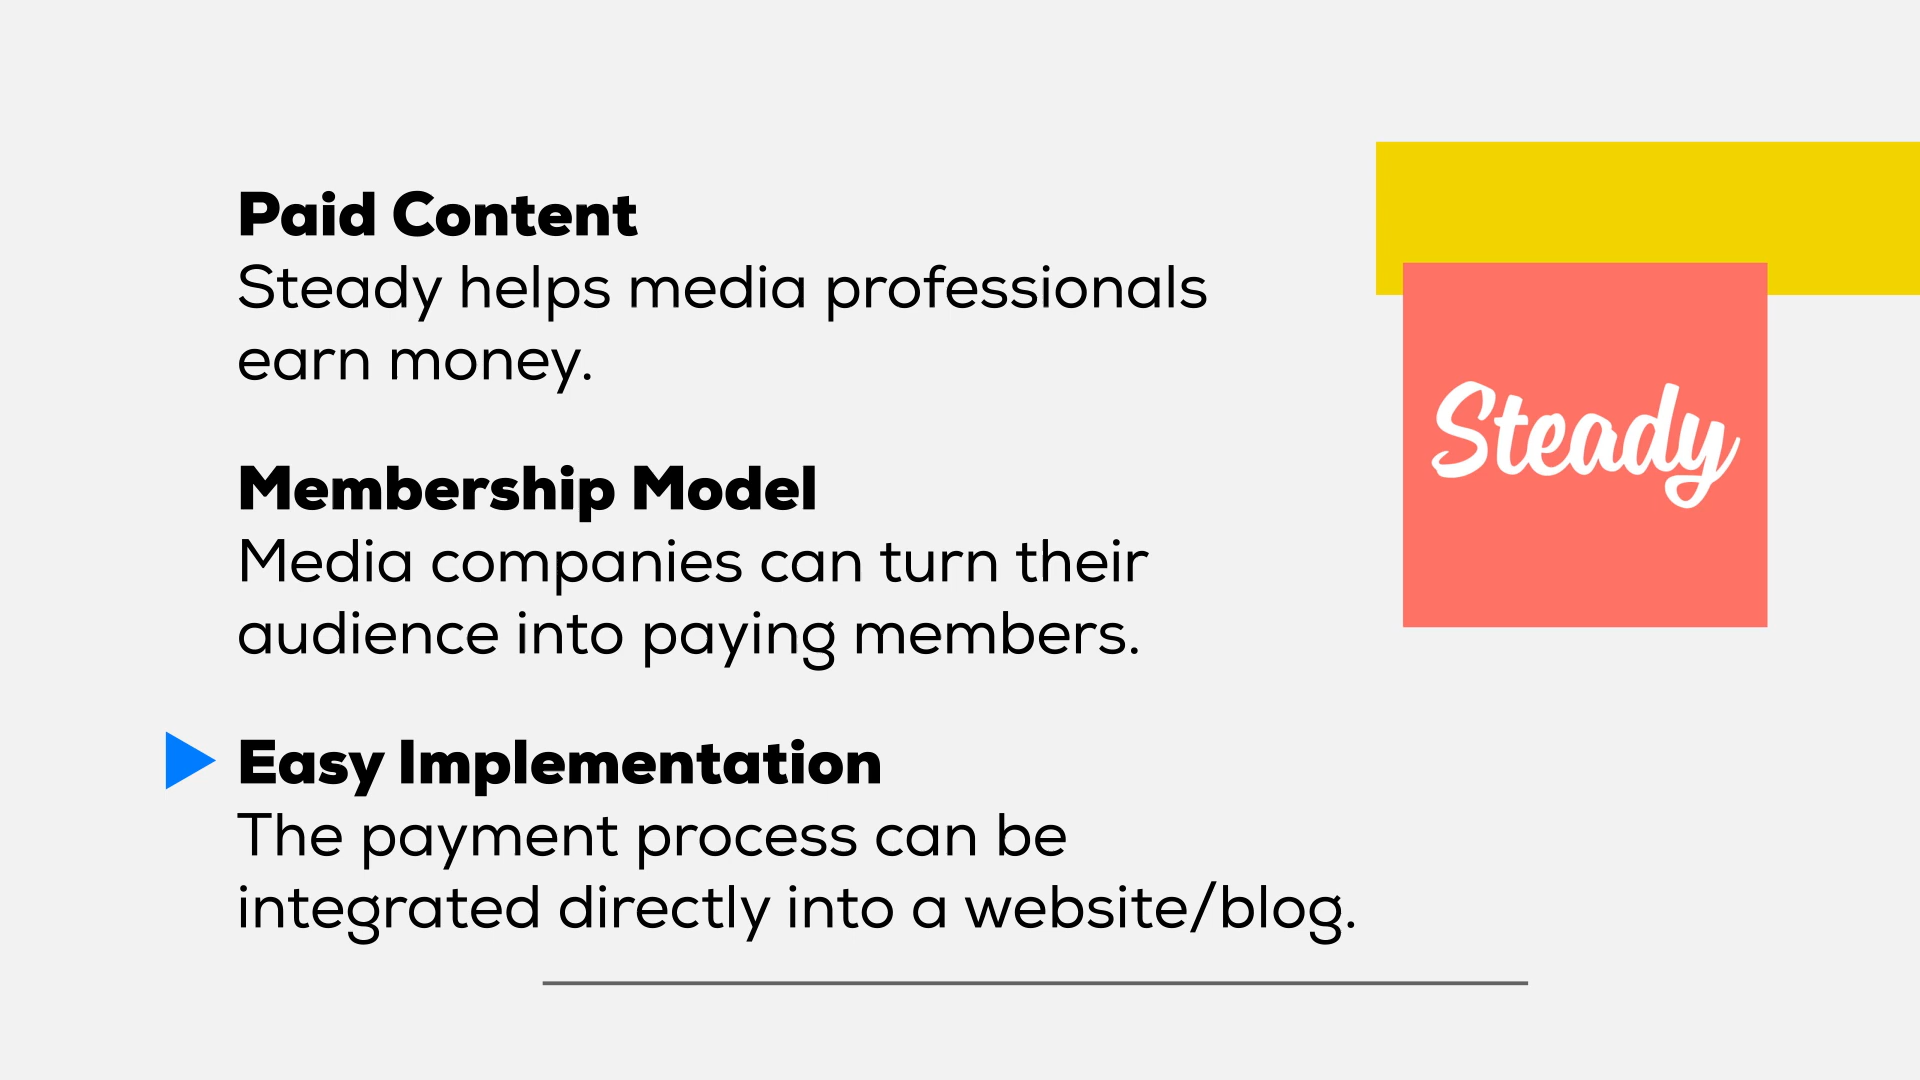 Paid Content
Steady helps media professionals
earn money.
Membership Model
Media companies can turn their
audience into paying members.
Easy Implementation
The payment process can be
integrated directly into a website/blog.
Steady